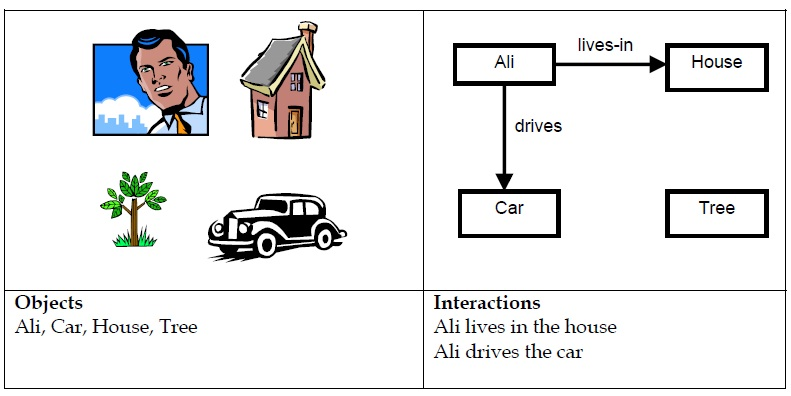 lives-in
Ali
House
drives
Car
Tree
Objects
Ali, Car, House, Tree
Interactions
Ali lives in the house
Ali drives the car